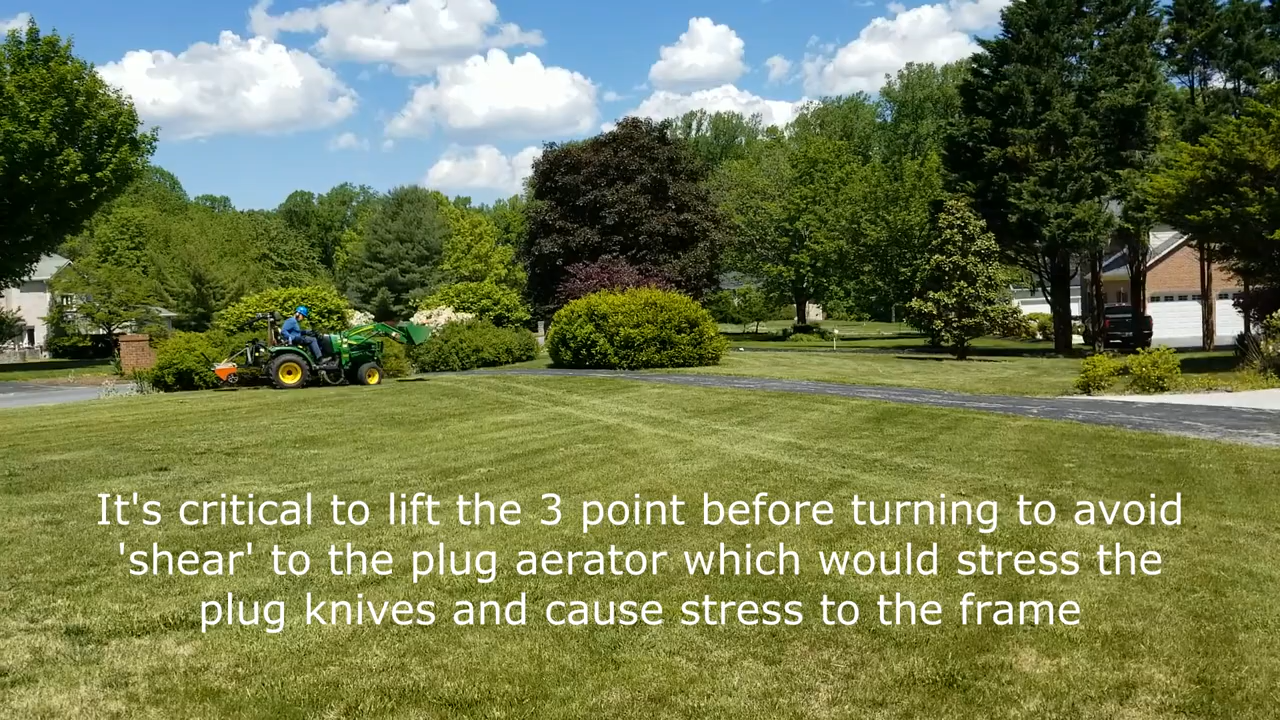 It's critical to lift the 3 point before turning to avoid
'shear' to the plug aerator which would stress the
plug knives and cause stress to the frame